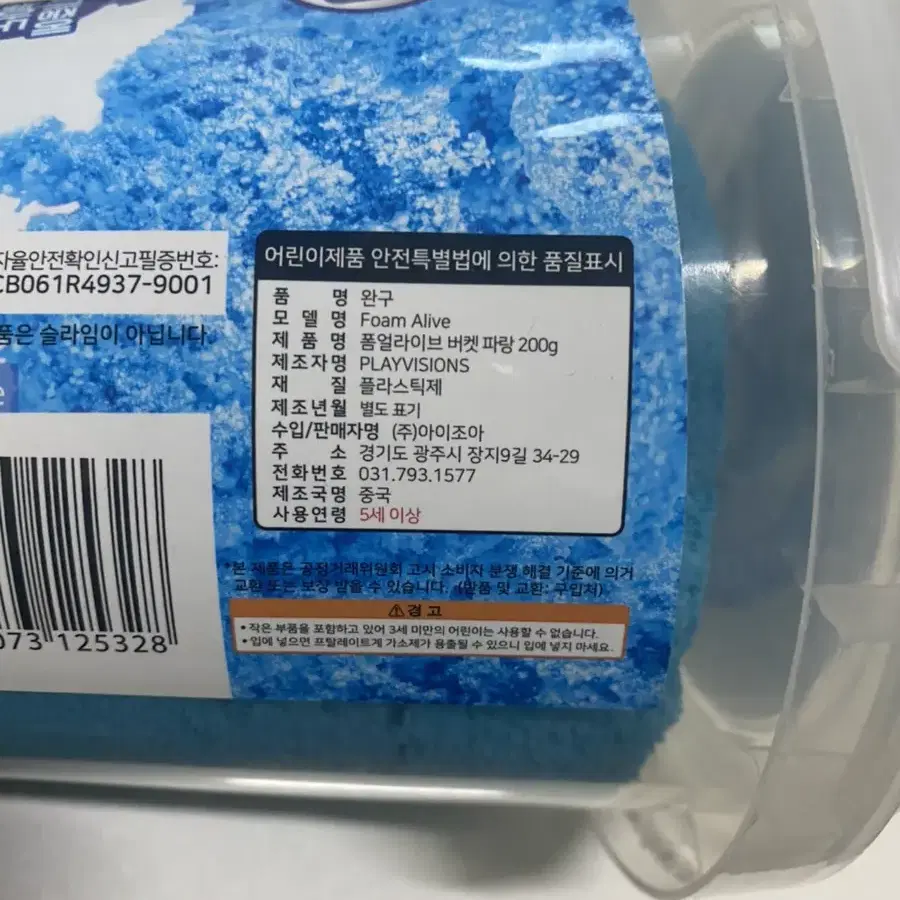 자율안전확인신고필증번호:
CB061R4937-9001
품은 슬라임이 아닙니다.
어린이제품 안전특별법에 의한 품질표시
품 명 완구
모 델 명 Foam Alive
제 품 명 폼얼라이브 버켓 파랑 200g
제조자명 PLAYVISIONS
재 질 플라스틱제
제조년월 별도 표기
수입/판매자명 (주)아이조아
주 소 경기도 광주시 장지9길 34-29
전화번호 031.793.1577
제조국명 중국
사용연령 5세 이상
*본 제품은 공정거래위원회 고시 소비자 분쟁 해결 기준에 의거
교환 또는 보상 받을 수 있습니다. (반품 및 교환: 구입처)
⚠경 고
• 작은 부품을 포함하고 있어 3세 미만의 어린이는 사용할 수 없습니다.
• 입에 넣으면 프탈레이트계 가소제가 용출될 수 있으니 입에 넣지 마세요.
073 125328